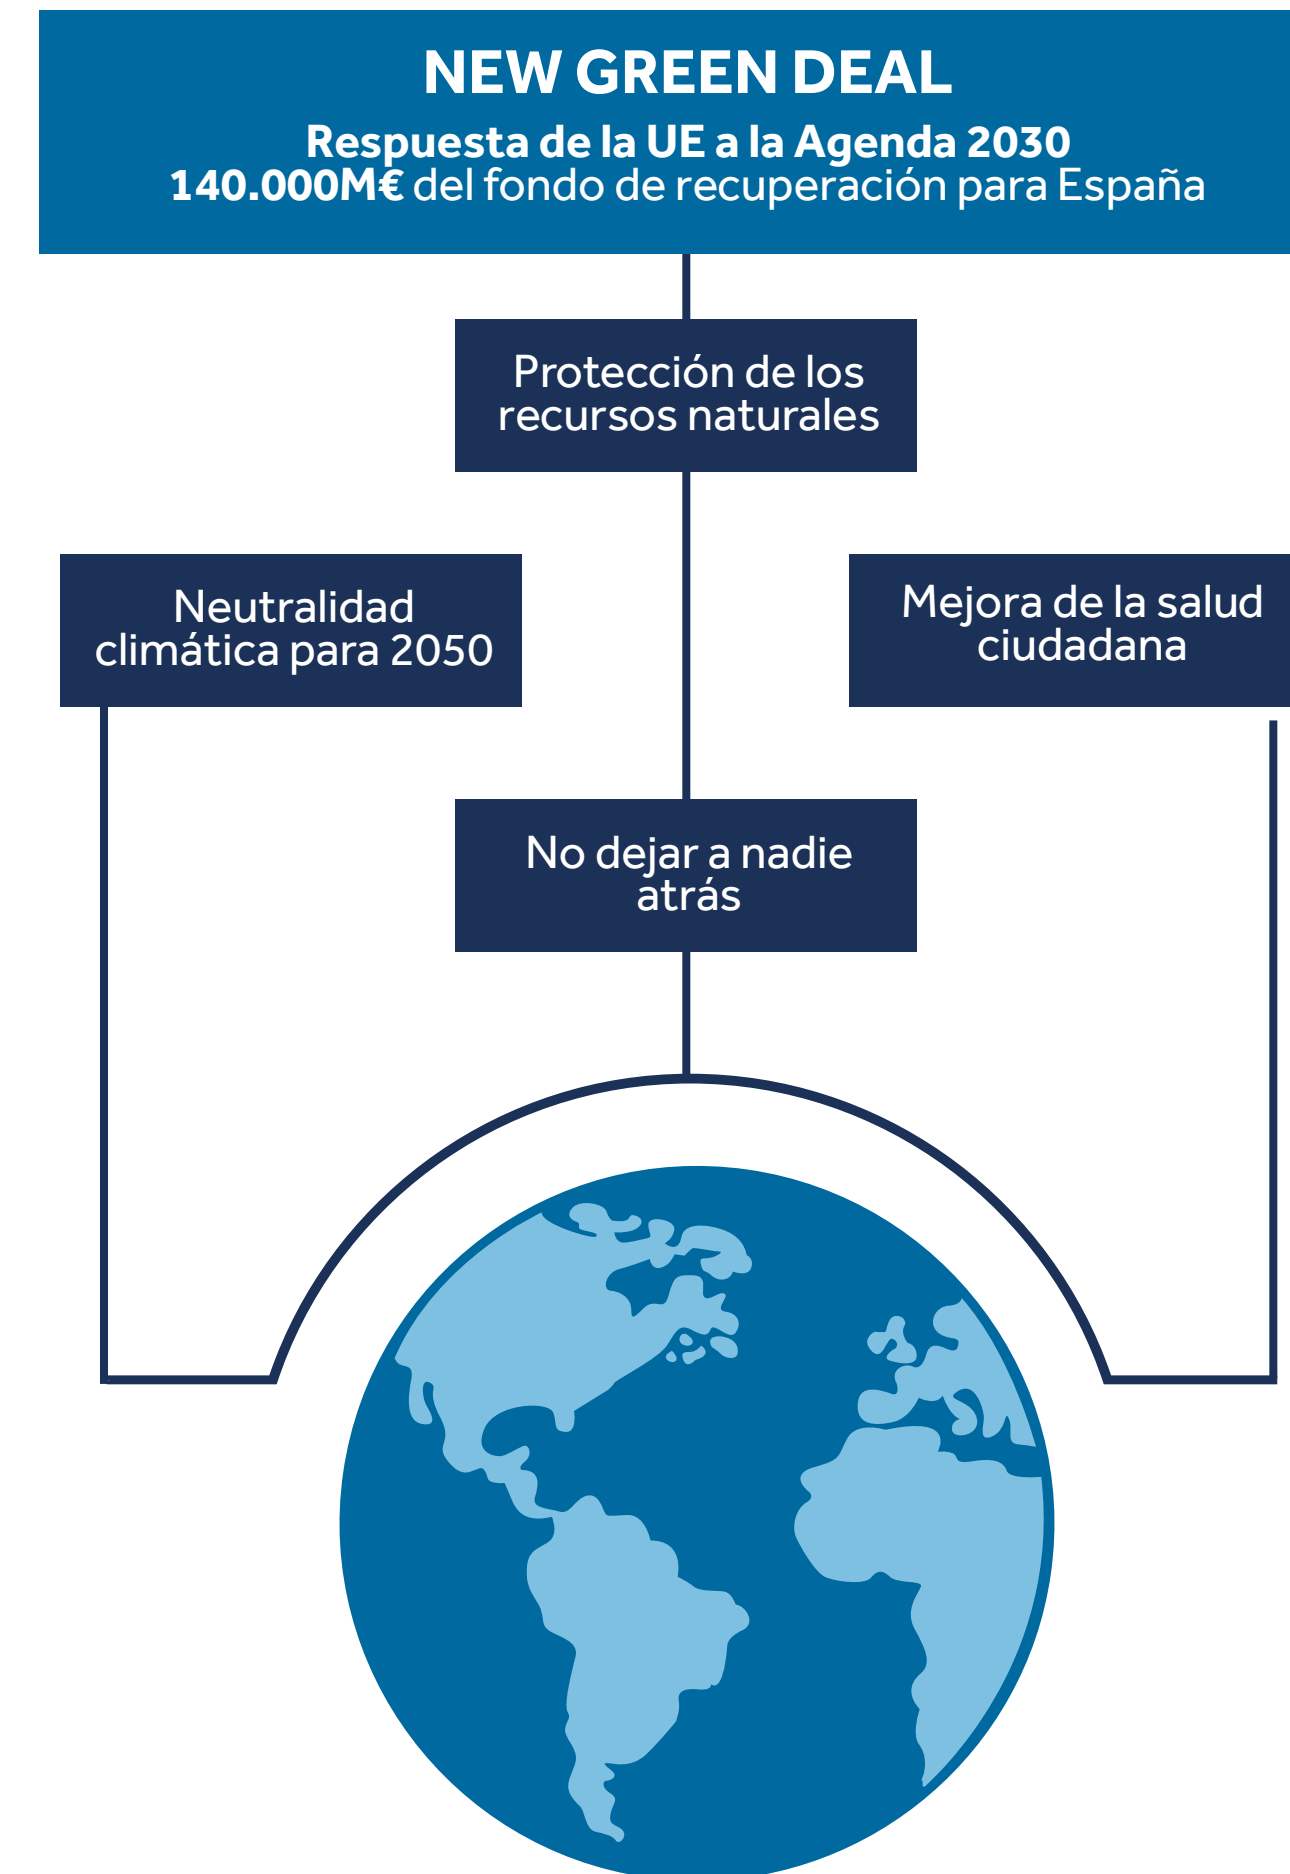 NEW GREEN DEAL
Respuesta de la UE a la Agenda 2030
140.000M€ del fondo de recuperación para España
Protección de los
recursos naturales
Neutralidad
climática para 2050
Mejora de la salud
ciudadana
No dejar a nadie
atrás